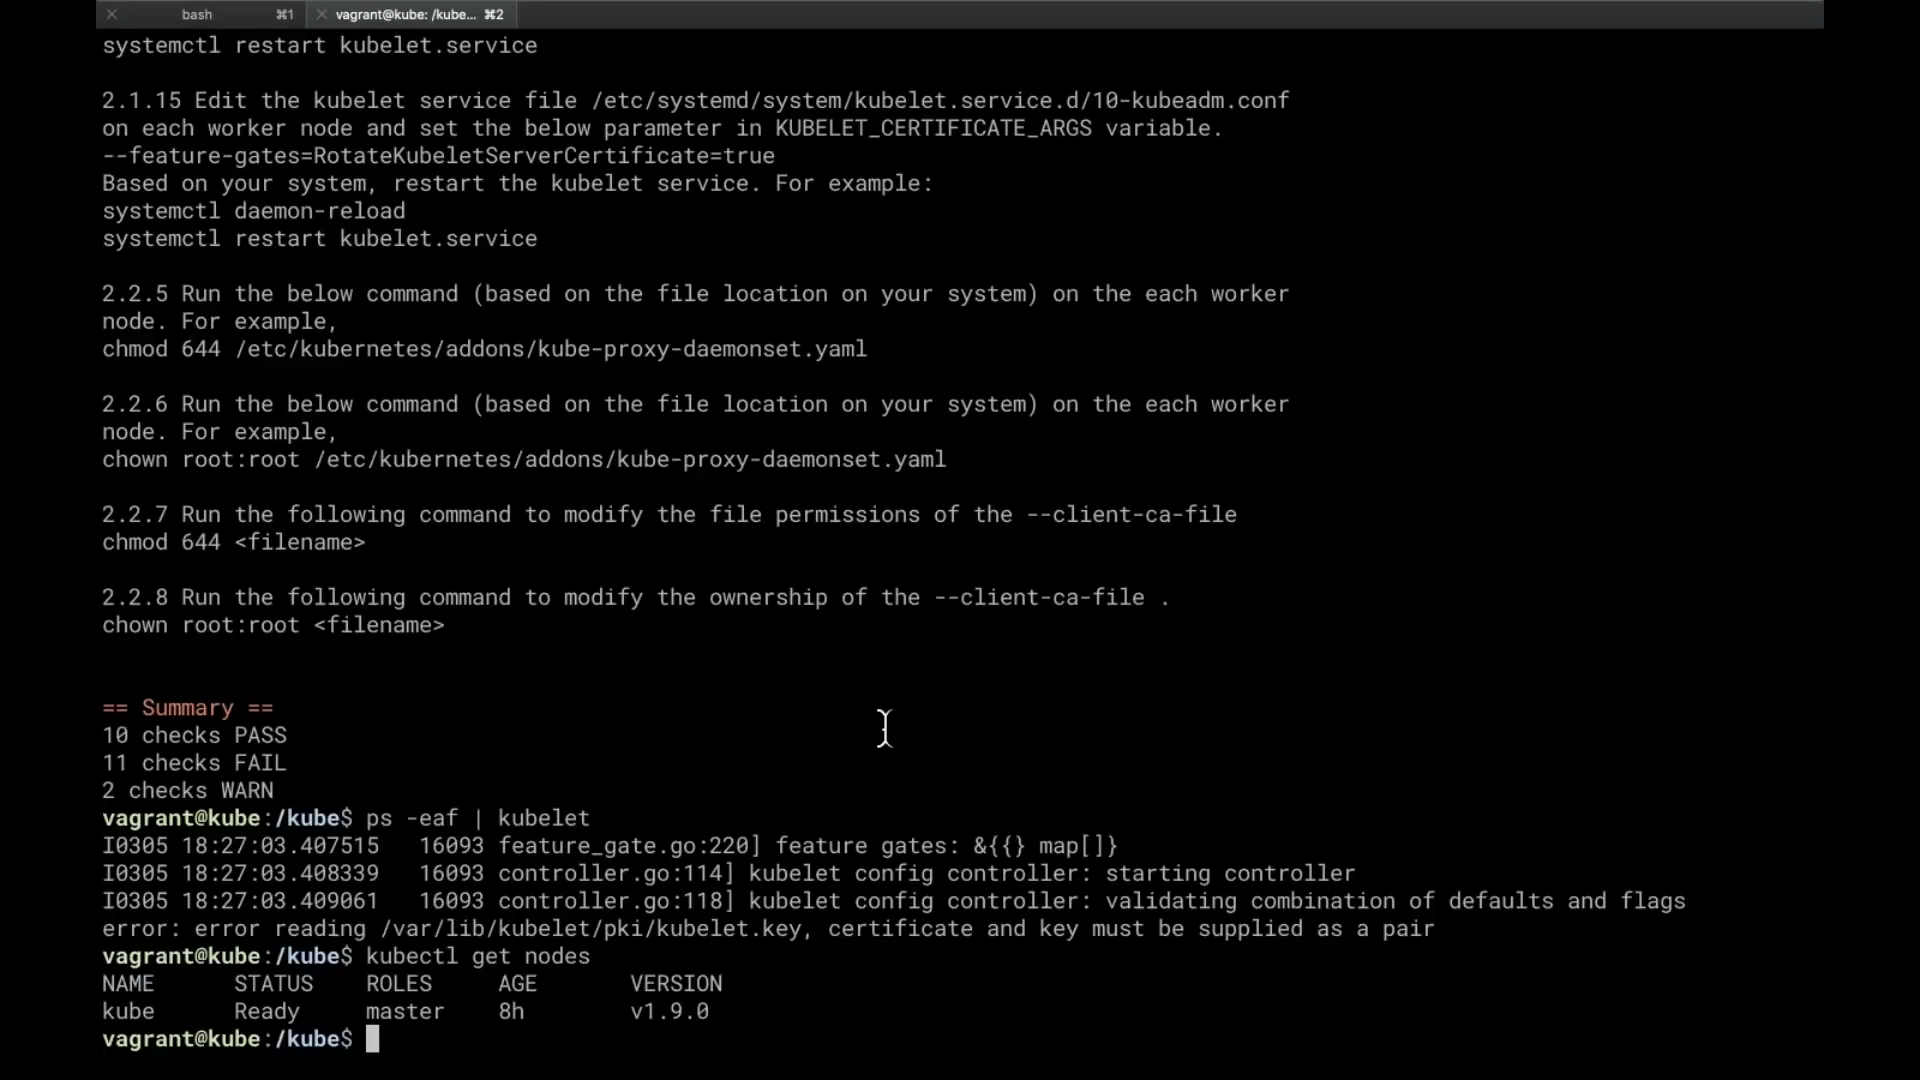 bash ⌘1 vagrant@kube: /kube... ⌘2
systemctl restart kubelet.service
2.1.15 Edit the kubelet service file /etc/systemd/system/kubelet.service.d/10-kubeadm.conf
on each worker node and set the below parameter in KUBELET_CERTIFICATE_ARGS variable.
--feature-gates=RotateKubeletServerCertificate=true
Based on your system, restart the kubelet service. For example:
systemctl daemon-reload
systemctl restart kubelet.service
2.2.5 Run the below command (based on the file location on your system) on the each worker
node. For example,
chmod 644 /etc/kubernetes/addons/kube-proxy-daemonset.yaml
2.2.6 Run the below command (based on the file location on your system) on the each worker
node. For example,
chown root:root /etc/kubernetes/addons/kube-proxy-daemonset.yaml
2.2.7 Run the following command to modify the file permissions of the --client-ca-file
chmod 644 <filename>
2.2.8 Run the following command to modify the ownership of the --client-ca-file .
chown root:root <filename>
== Summary ==
10 checks PASS
11 checks FAIL
2 checks WARN
vagrant@kube:/kube$ ps -eaf | kubelet
I0305 18:27:03.407515   16093 feature_gate.go:220] feature gates: &{{} map[]}
I0305 18:27:03.408339   16093 controller.go:114] kubelet config controller: starting controller
I0305 18:27:03.409061   16093 controller.go:118] kubelet config controller: validating combination of defaults and flags
error: error reading /var/lib/kubelet/pki/kubelet.key, certificate and key must be supplied as a pair
vagrant@kube:/kube$ kubectl get nodes
NAME      STATUS    ROLES     AGE       VERSION
kube      Ready     master    8h        v1.9.0
vagrant@kube:/kube$